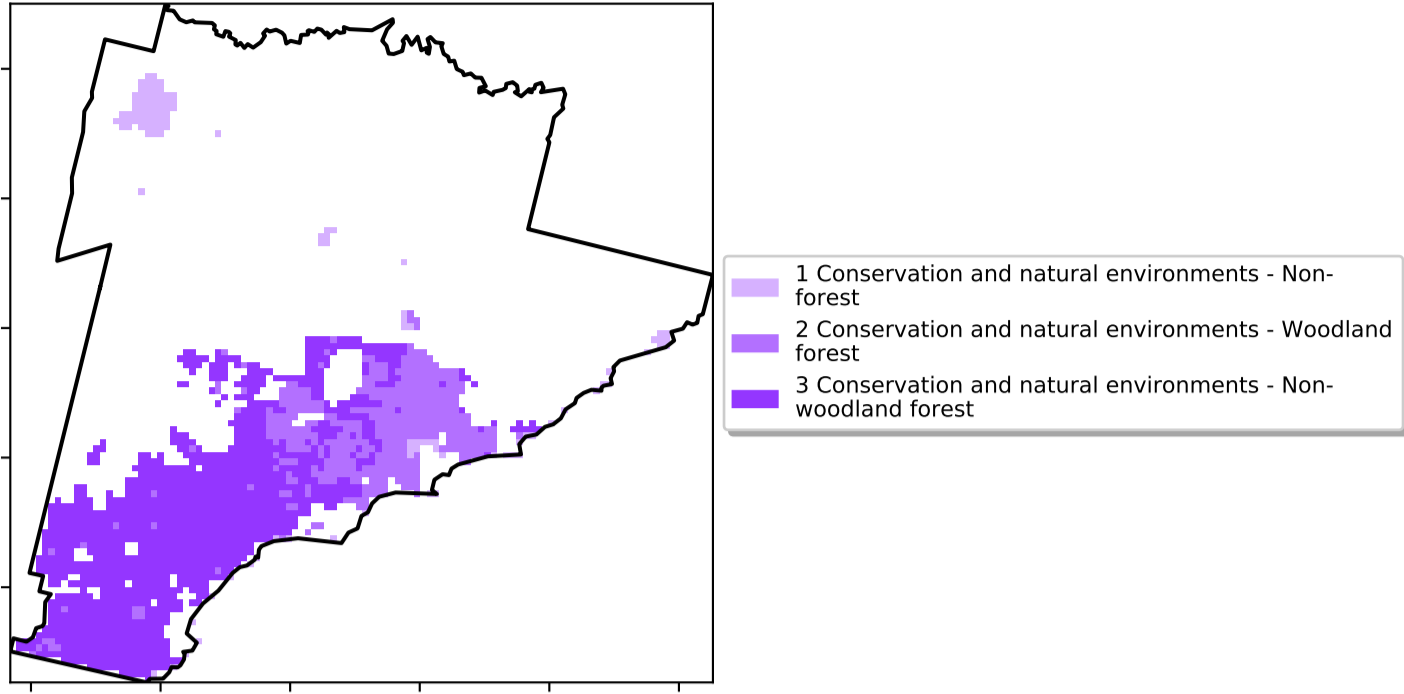 1 Conservation and natural environments - Non-
forest
2 Conservation and natural environments - Woodland
forest
3 Conservation and natural environments - Non-
woodland forest